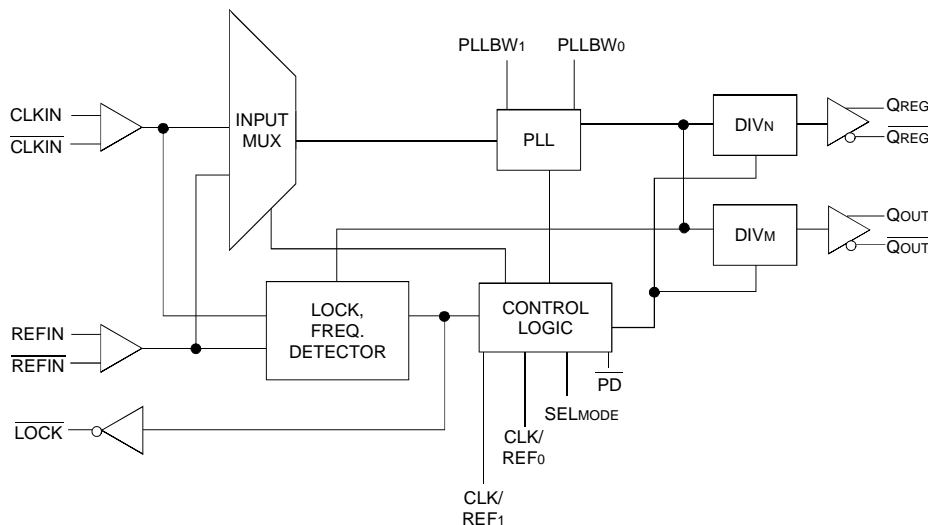 PLLBW1
PLLBW0
CLKIN
CLKIN
INPUT
MUX
PLL
DIVN
QREG
QREG
DIVM
QOUT
QOUT
REFIN
REFIN
LOCK,
FREQ.
DETECTOR
CONTROL
LOGIC
PD
SELMODE
LOCK
CLK/
REF0
CLK/
REF1